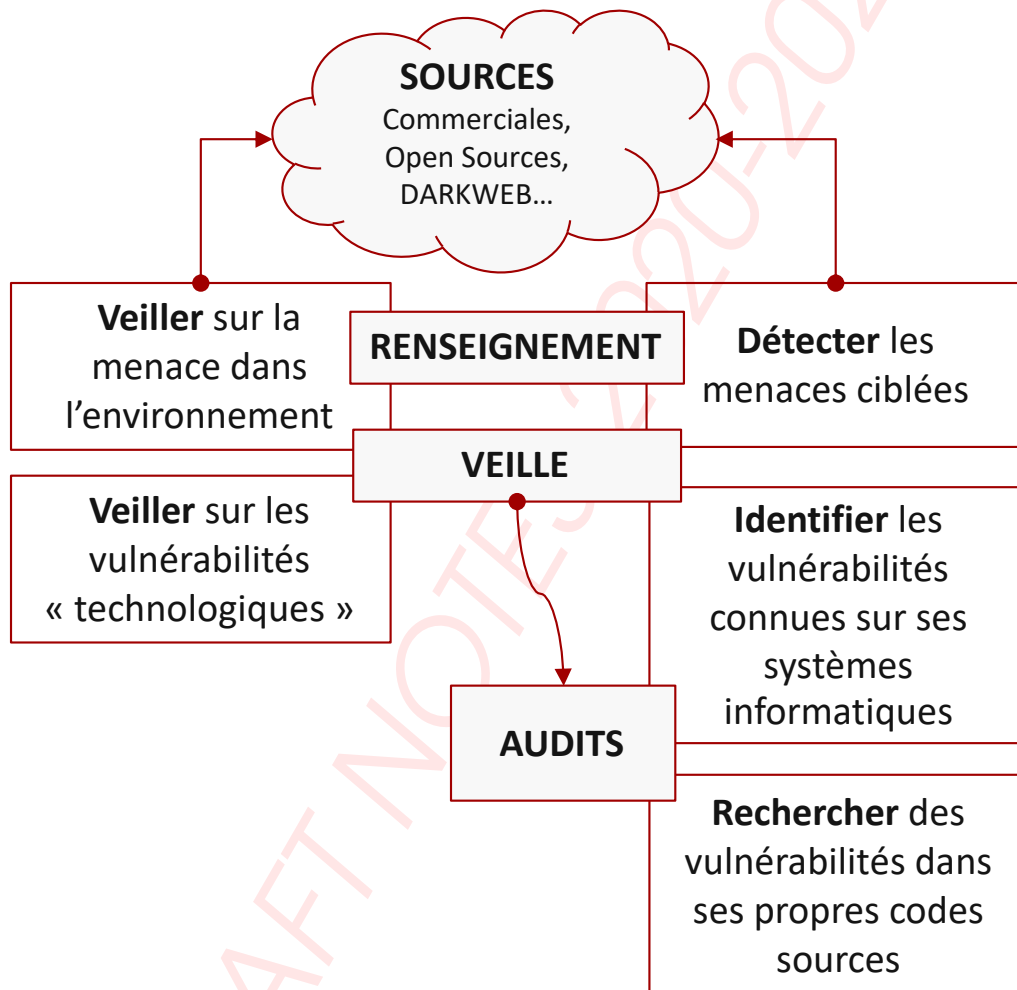 SOURCES
Commerciales,
Open Sources,
DARKWEB...
Veiller sur la
menace dans
l'environnement
RENSEIGNEMENT
Détecter les
menaces ciblées
VEILLE
Veiller sur les
vulnérabilités
« technologiques »
Identifier les
vulnérabilités
connues sur ses
systèmes
informatiques
AUDITS
Rechercher des
vulnérabilités dans
ses propres codes
sources